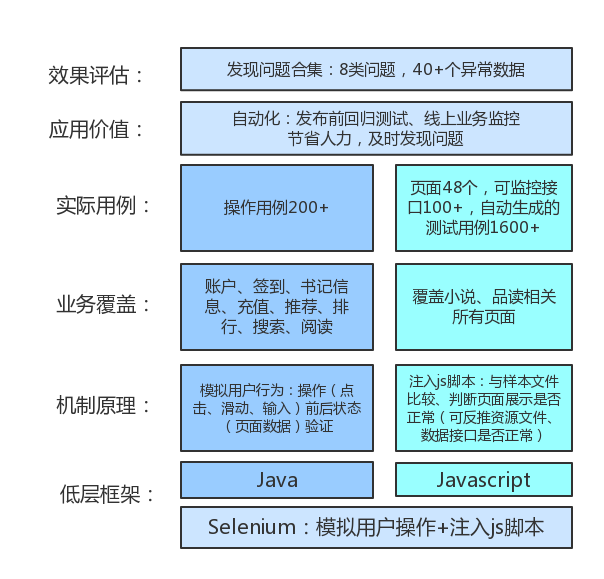 效果评估：
发现问题合集：8类问题，40+个异常数据
应用价值：
自动化：发布前回归测试、线上业务监控
节省人力，及时发现问题
实际用例：
操作用例200+
页面48个，可监控接
口100+，自动生成的
测试用例1600+
业务覆盖：
账户、签到、书记信
息、充值、推荐、排
行、搜索、阅读
覆盖小说、品读相关
所有页面
机制原理：
模拟用户行为：操作（点
击、滑动、输入）前后状态
（页面数据）验证
注入js脚本：与样本文件
比较、判断页面展示是否
正常（可反推资源文件、
数据接口是否正常）
低层框架：
Java
Javascript
Selenium：模拟用户操作+注入js脚本